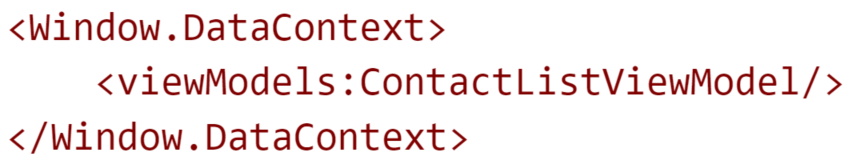 <Window.DataContext>
    <viewModels:ContactListViewModel/>
</Window.DataContext>